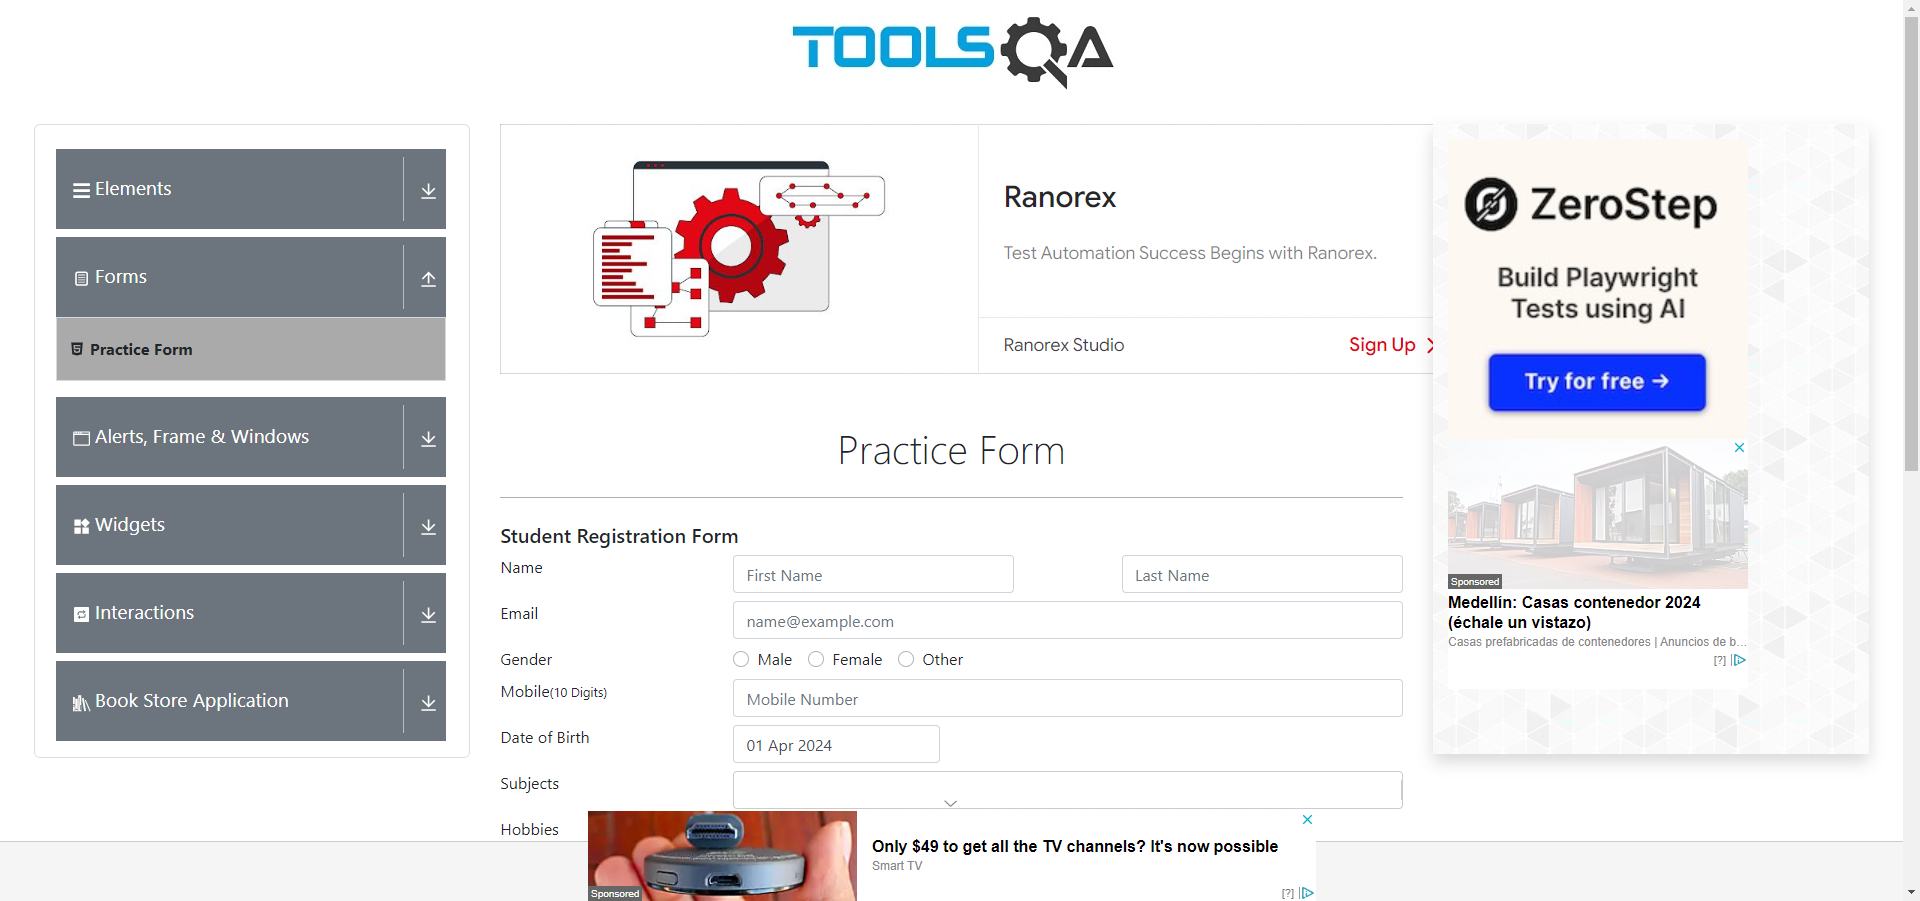 TOOLSQA
Elements
Forms
Practice Form
Alerts, Frame & Windows
Widgets
Interactions
Book Store Application
Ranorex
Test Automation Success Begins with Ranorex.
Ranorex Studio
Sign Up
ZeroStep
Build Playwright
Tests using AI
Try for free →
Sponsored
Medellín: Casas contenedor 2024
(échale un vistazo)
Casas prefabricadas de contenedores | Anuncios de b...
[?]
Practice Form
Student Registration Form
Name
First Name
Last Name
Email
name@example.com
Gender
Male
Female
Other
Mobile(10 Digits)
Mobile Number
Date of Birth
01 Apr 2024
Subjects
Hobbies
Sponsored
Only $49 to get all the TV channels? It's now possible
Smart TV
[?]